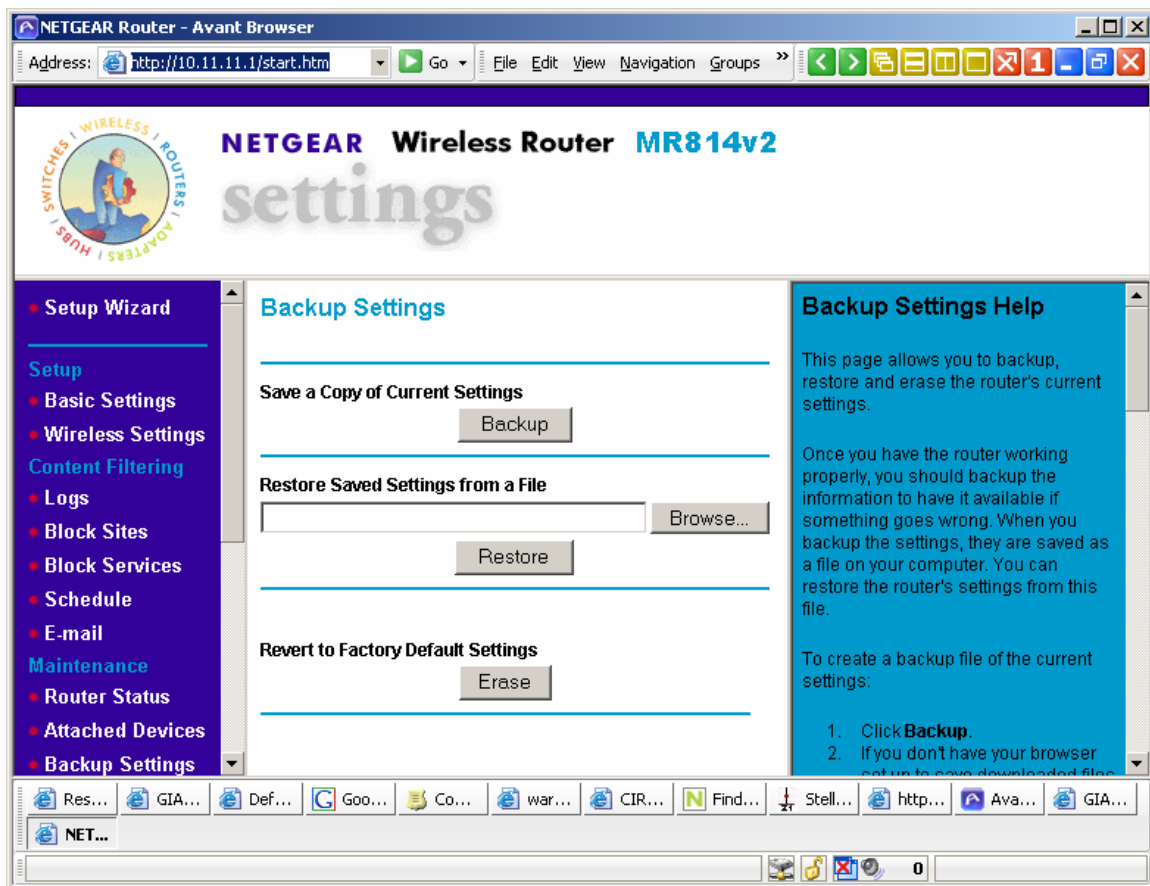 NETGEAR Router - Avant Browser
Address: http://10.11.11.1/start.htm Go File Edit View Navigation Groups » 1
SWITCHES | WIRELESS | ROUTERS | ADAPTERS | HUBS |
NETGEAR Wireless Router MR814v2
settings
Setup Wizard
Setup
Basic Settings
Wireless Settings
Content Filtering
Logs
Block Sites
Block Services
Schedule
E-mail
Maintenance
Router Status
Attached Devices
Backup Settings
Backup Settings
Save a Copy of Current Settings
Backup
Restore Saved Settings from a File
Browse...
Restore
Revert to Factory Default Settings
Erase
Backup Settings Help
This page allows you to backup,
restore and erase the router's current
settings.
Once you have the router working
properly, you should backup the
information to have it available if
something goes wrong. When you
backup the settings, they are saved as
a file on your computer. You can
restore the router's settings from this
file.
To create a backup file of the current
settings:
1. Click Backup.
2. If you don't have your browser
set up to save downloaded files
Res... GIA... Def... Goo... Co... war... CIR... Find... Stell... http... Ava... GIA...
NET...
0